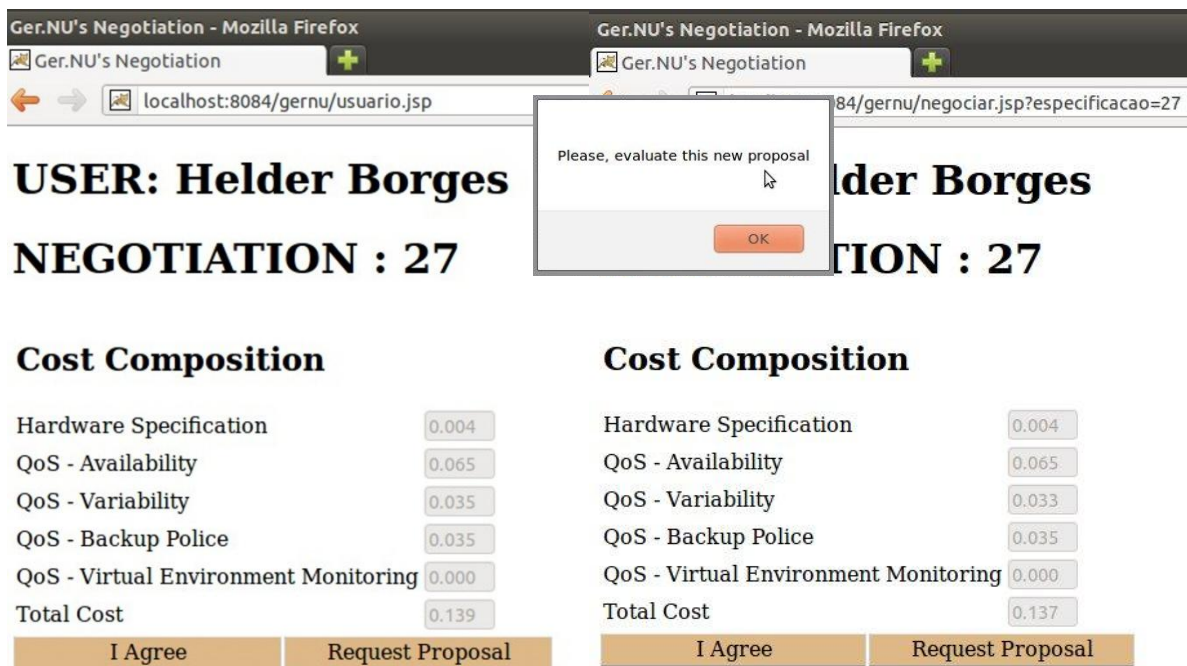 Ger.NU's Negotiation - Mozilla Firefox
Ger.NU's Negotiation
localhost:8084/gernu/usuario.jsp
USER: Helder Borges
NEGOTIATION : 27
Cost Composition
Hardware Specification 0.004
QoS - Availability 0.065
QoS - Variability 0.035
QoS - Backup Police 0.035
QoS - Virtual Environment Monitoring 0.000
Total Cost 0.139
I Agree Request Proposal
Ger.NU's Negotiation - Mozilla Firefox
Ger.NU's Negotiation
84/gernu/negociar.jsp?especificacao=27
Please, evaluate this new proposal
OK
lder Borges
TION : 27
Cost Composition
Hardware Specification 0.004
QoS - Availability 0.065
QoS - Variability 0.033
QoS - Backup Police 0.035
QoS - Virtual Environment Monitoring 0.000
Total Cost 0.137
I Agree Request Proposal